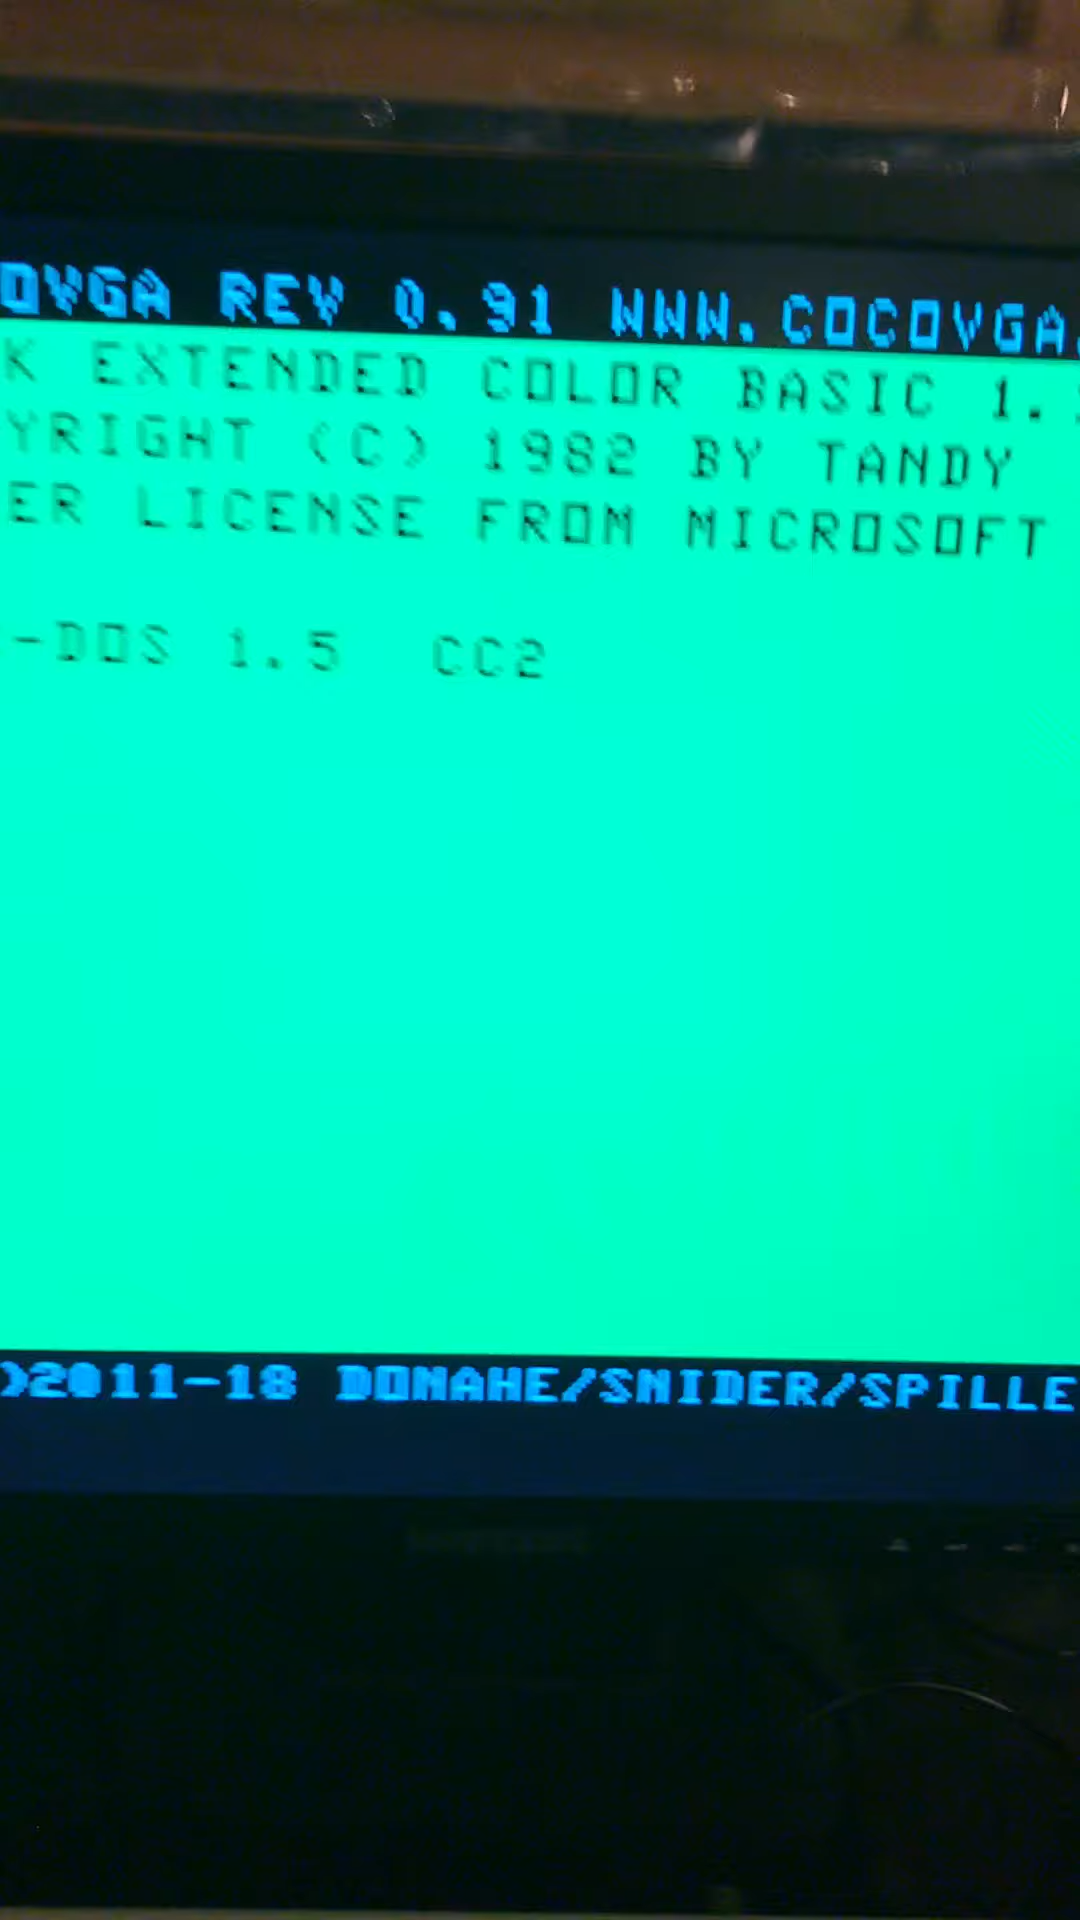 OVGA REV 0.91 WWW.COCOVGA.
K EXTENDED COLOR BASIC 1.
YRIGHT (C) 1982 BY TANDY
ER LICENSE FROM MICROSOFT
-DOS 1.5 CC2
)2011-18 DONAHE/SNIDER/SPILLE